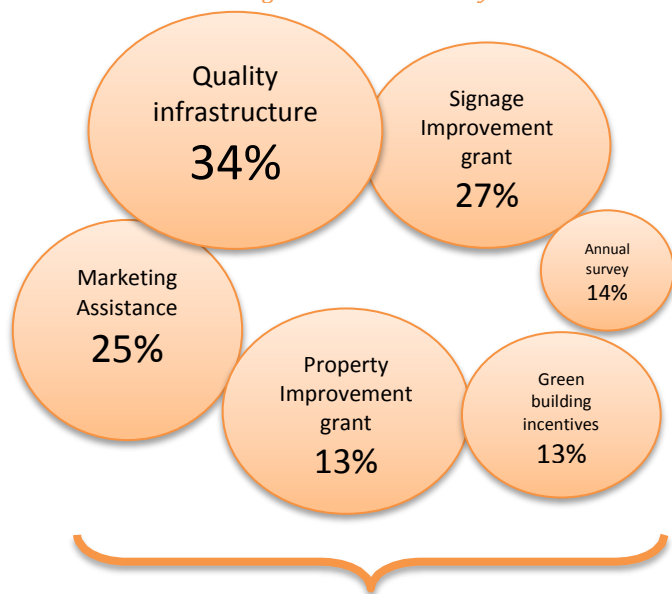 Quality
infrastructure
34%
Signage
Improvement
grant
27%
Annual
survey
14%
Marketing
Assistance
25%
Property
Improvement
grant
13%
Green
building
incentives
13%